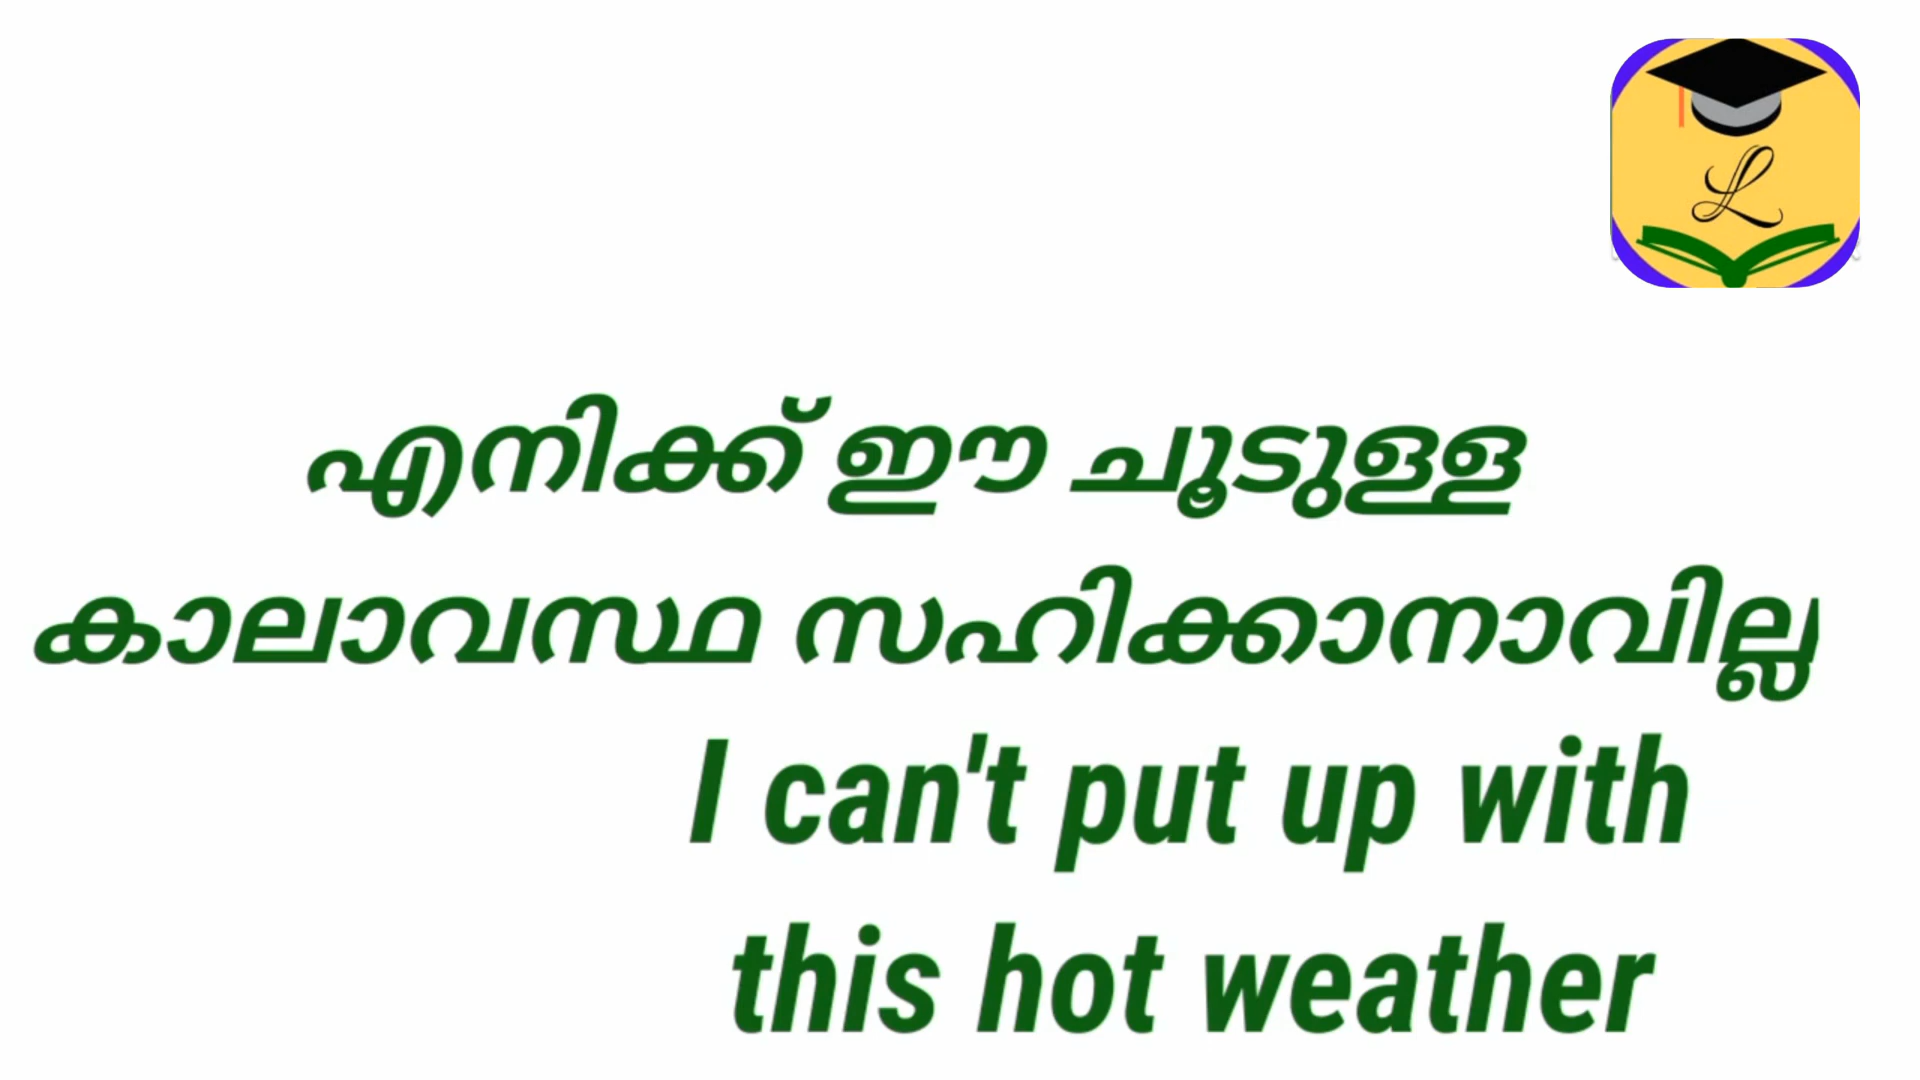 എനിക്ക് ഈ ചൂടുള്ള
കാലാവസ്ഥ സഹിക്കാനാവില്ല
I can't put up with
this hot weather
L